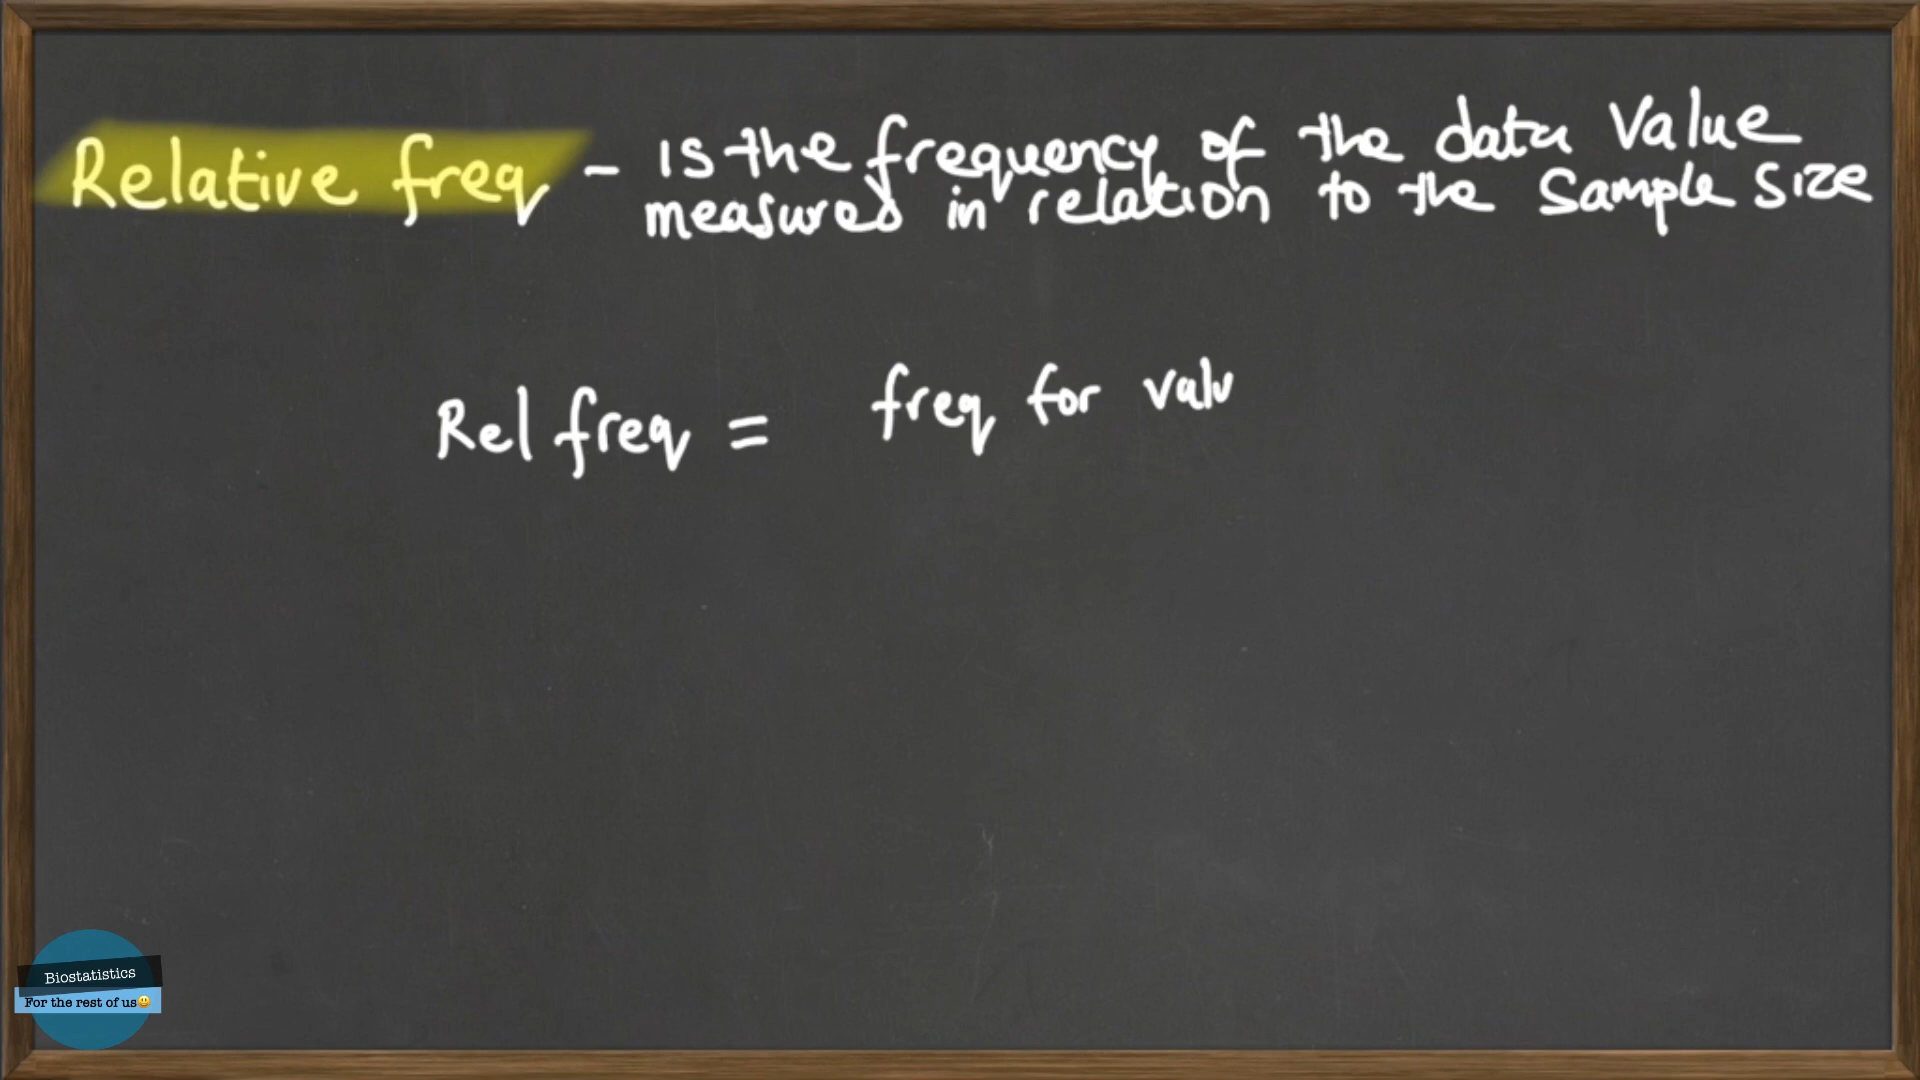 Relative freq - is the frequency of the data value
measured in relation to the Sample Size
Rel freq = freq for valu
Biostatistics
For the rest of us😃